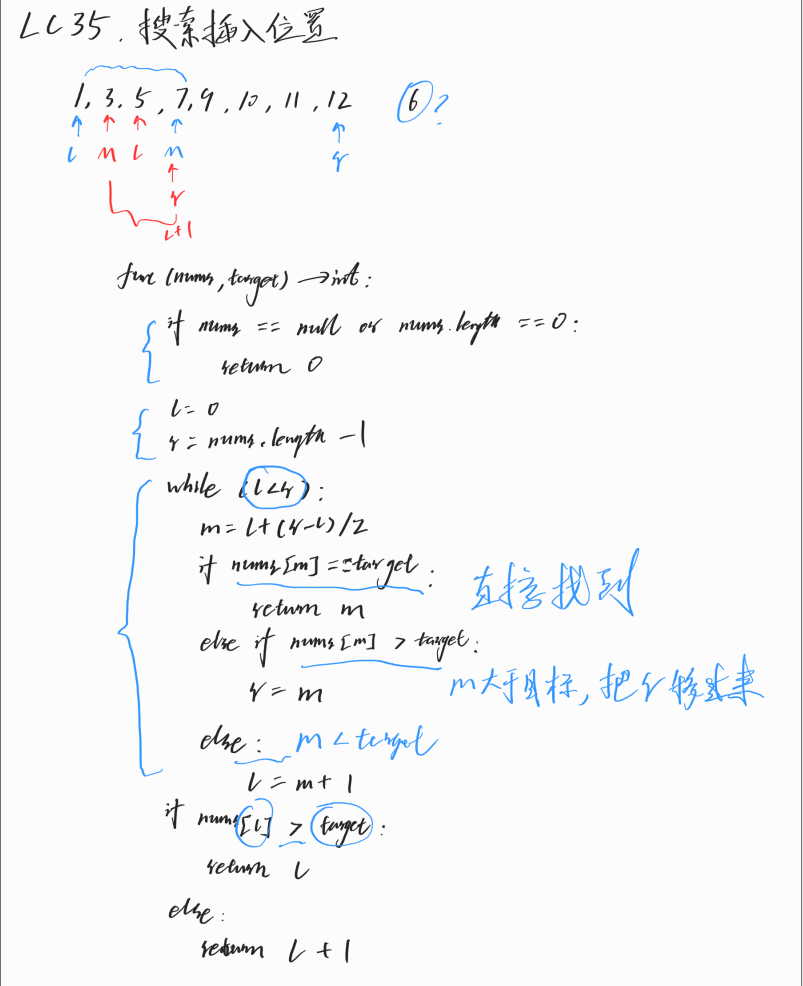 LC35. 搜索插入位置
1, 3, 5, 7, 9, 10, 11, 12 6?
l m l m r
r
l+1
func (nums, target) → int:
if nums == null or nums.length == 0:
return 0
l = 0
r = nums.length - 1
while (l<r):
m = l+(r-l)/2
if nums[m] == target: 直接找到
return m
else if nums[m] > target:
r = m m大于目标,把r移过来
else: m < target
l = m + 1
if nums[l] > target:
return l
else:
return l + 1